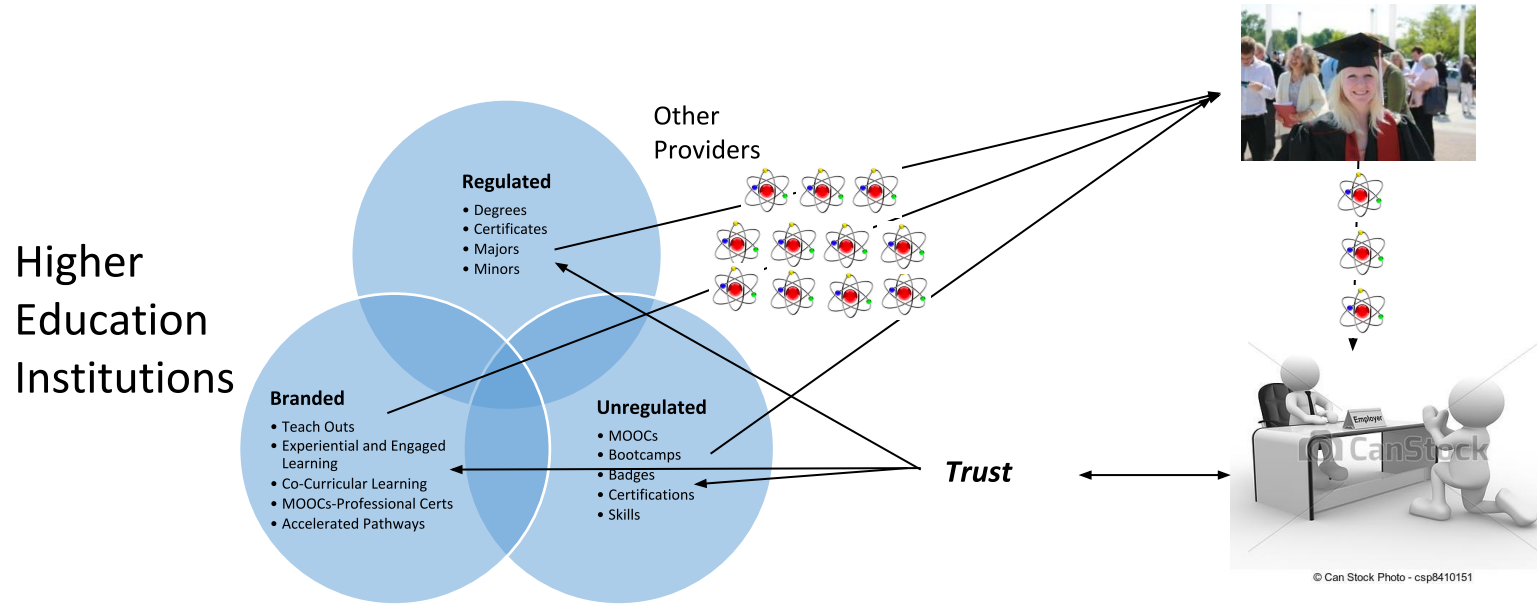 Higher
Education
Institutions
Other
Providers
Regulated
• Degrees
• Certificates
• Majors
• Minors
Branded
• Teach Outs
• Experiential and Engaged
Learning
• Co-Curricular Learning
• MOOCs-Professional Certs
• Accelerated Pathways
Unregulated
• MOOCs
• Bootcamps
• Badges
• Certifications
• Skills
Trust
Employer
CanStock
© Can Stock Photo - csp8410151